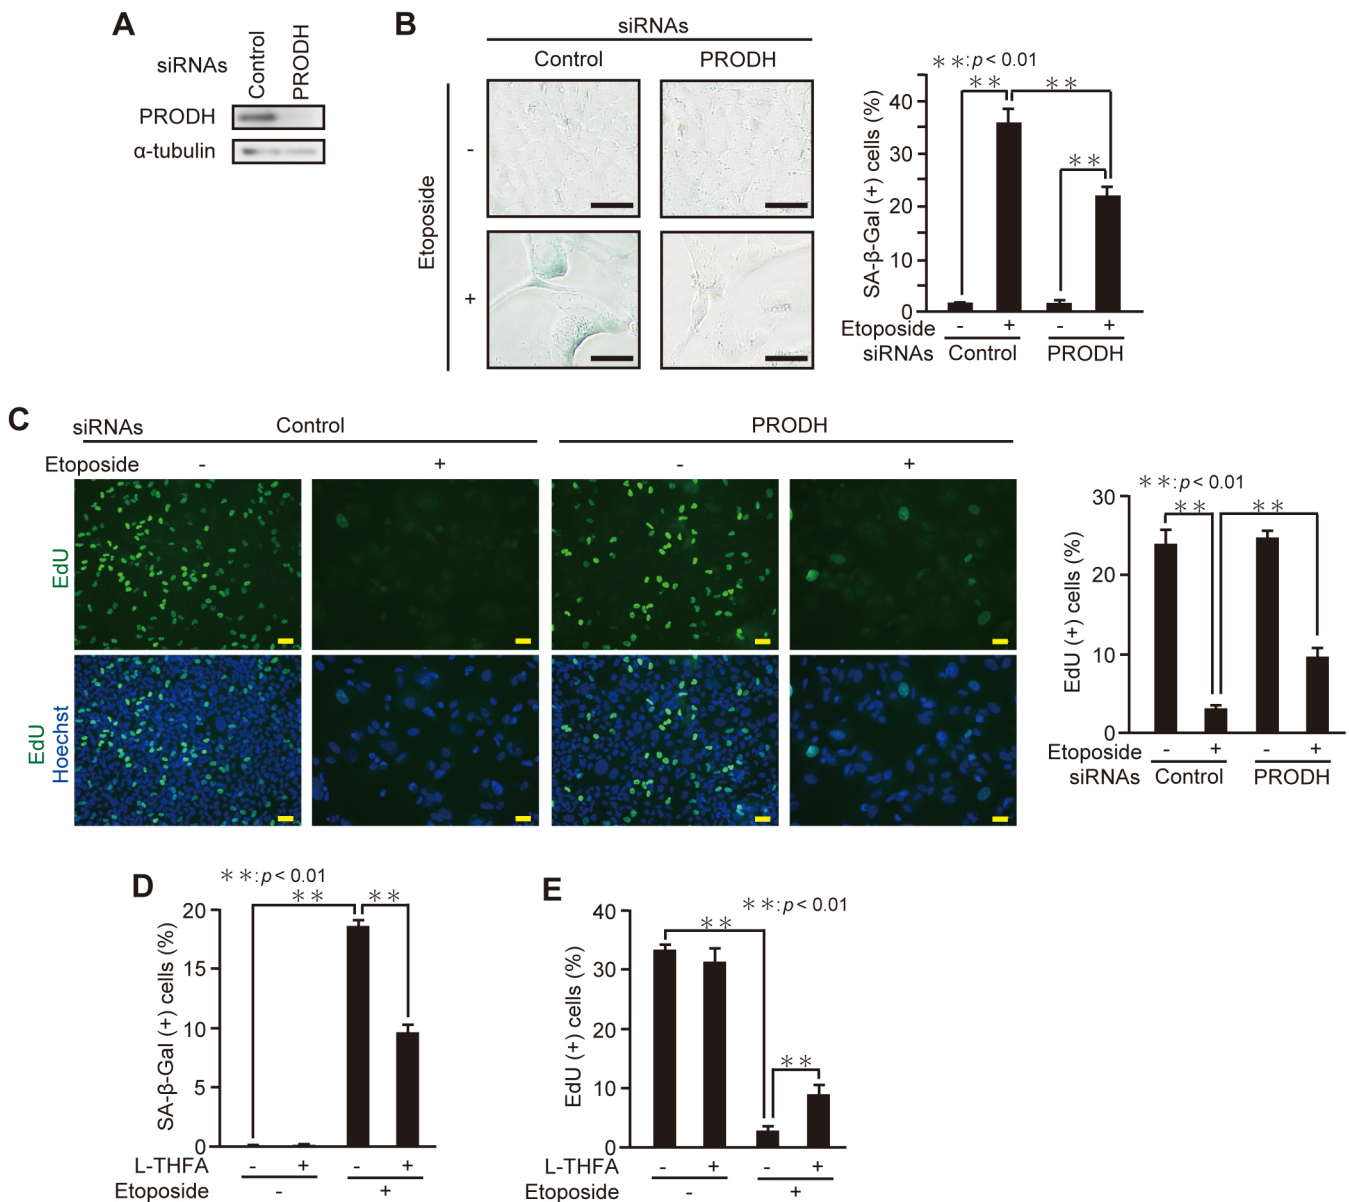 A
siRNAs
Control
PRODH
PRODH
α-tubulin
B
siRNAs
Control
PRODH
Etoposide
-
+
**: p < 0.01
**
**
**
SA-β-Gal (+) cells (%)
40
30
20
10
0
Etoposide - + - +
siRNAs Control PRODH
C
siRNAs Control PRODH
Etoposide - + - +
EdU
EdU
Hoechst
**: p < 0.01
**
**
EdU (+) cells (%)
30
20
10
0
Etoposide - + - +
siRNAs Control PRODH
D
**: p < 0.01
**
**
SA-β-Gal (+) cells (%)
20
15
10
5
0
L-THFA - + - +
Etoposide - +
E
**: p < 0.01
**
**
EdU (+) cells (%)
40
30
20
10
0
L-THFA - + - +
Etoposide - +